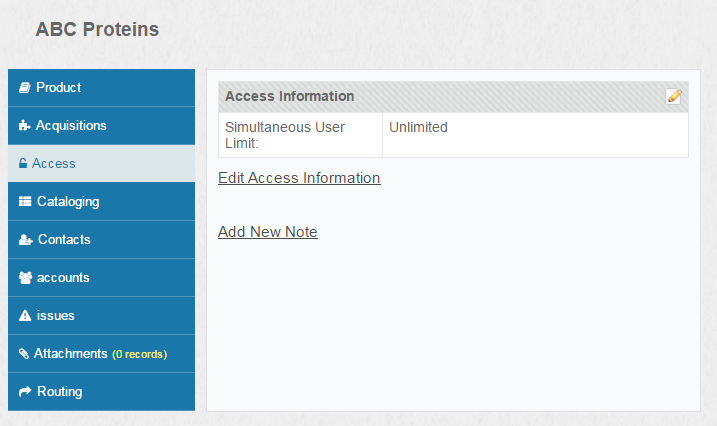 ABC Proteins
Product
Acquisitions
Access
Cataloging
Contacts
accounts
issues
Attachments (0 records)
Routing
Access Information
Simultaneous User
Limit:
Unlimited
Edit Access Information
Add New Note